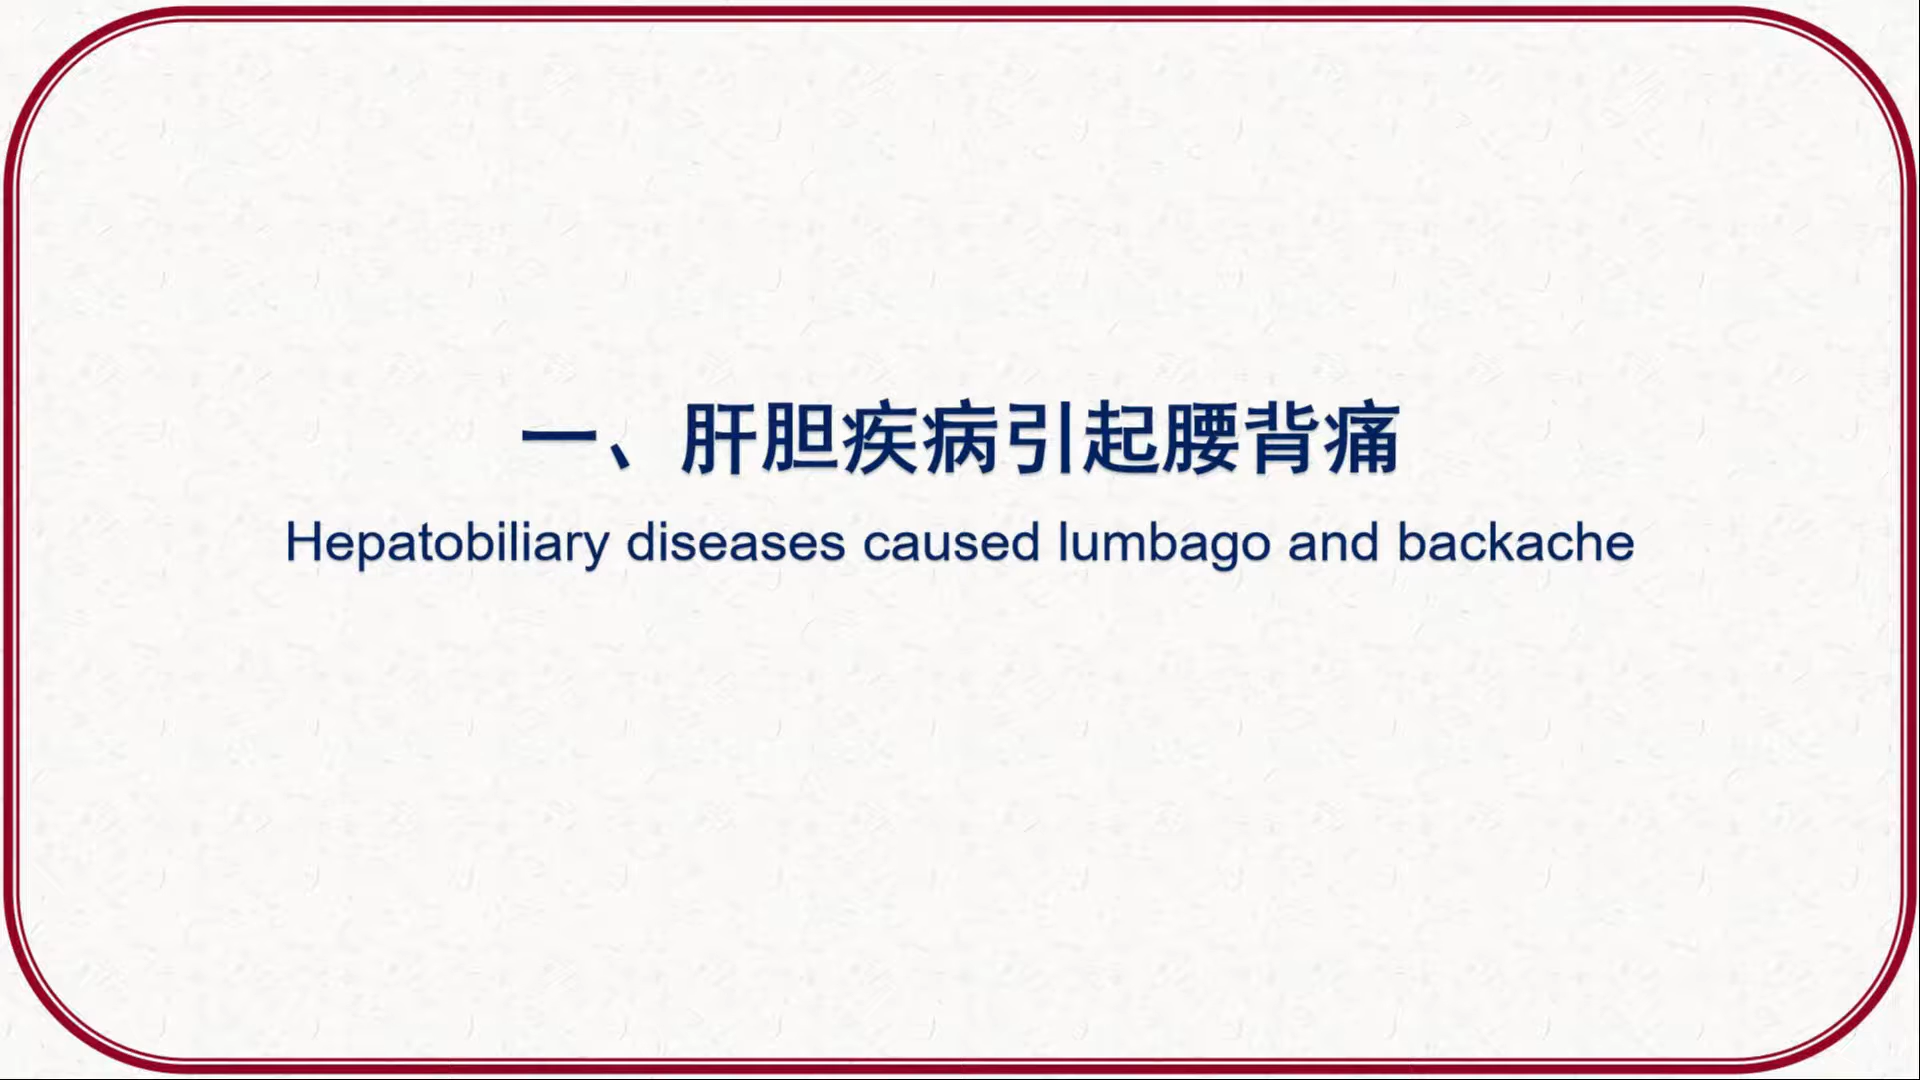 一、肝胆疾病引起腰背痛
Hepatobiliary diseases caused lumbago and backache